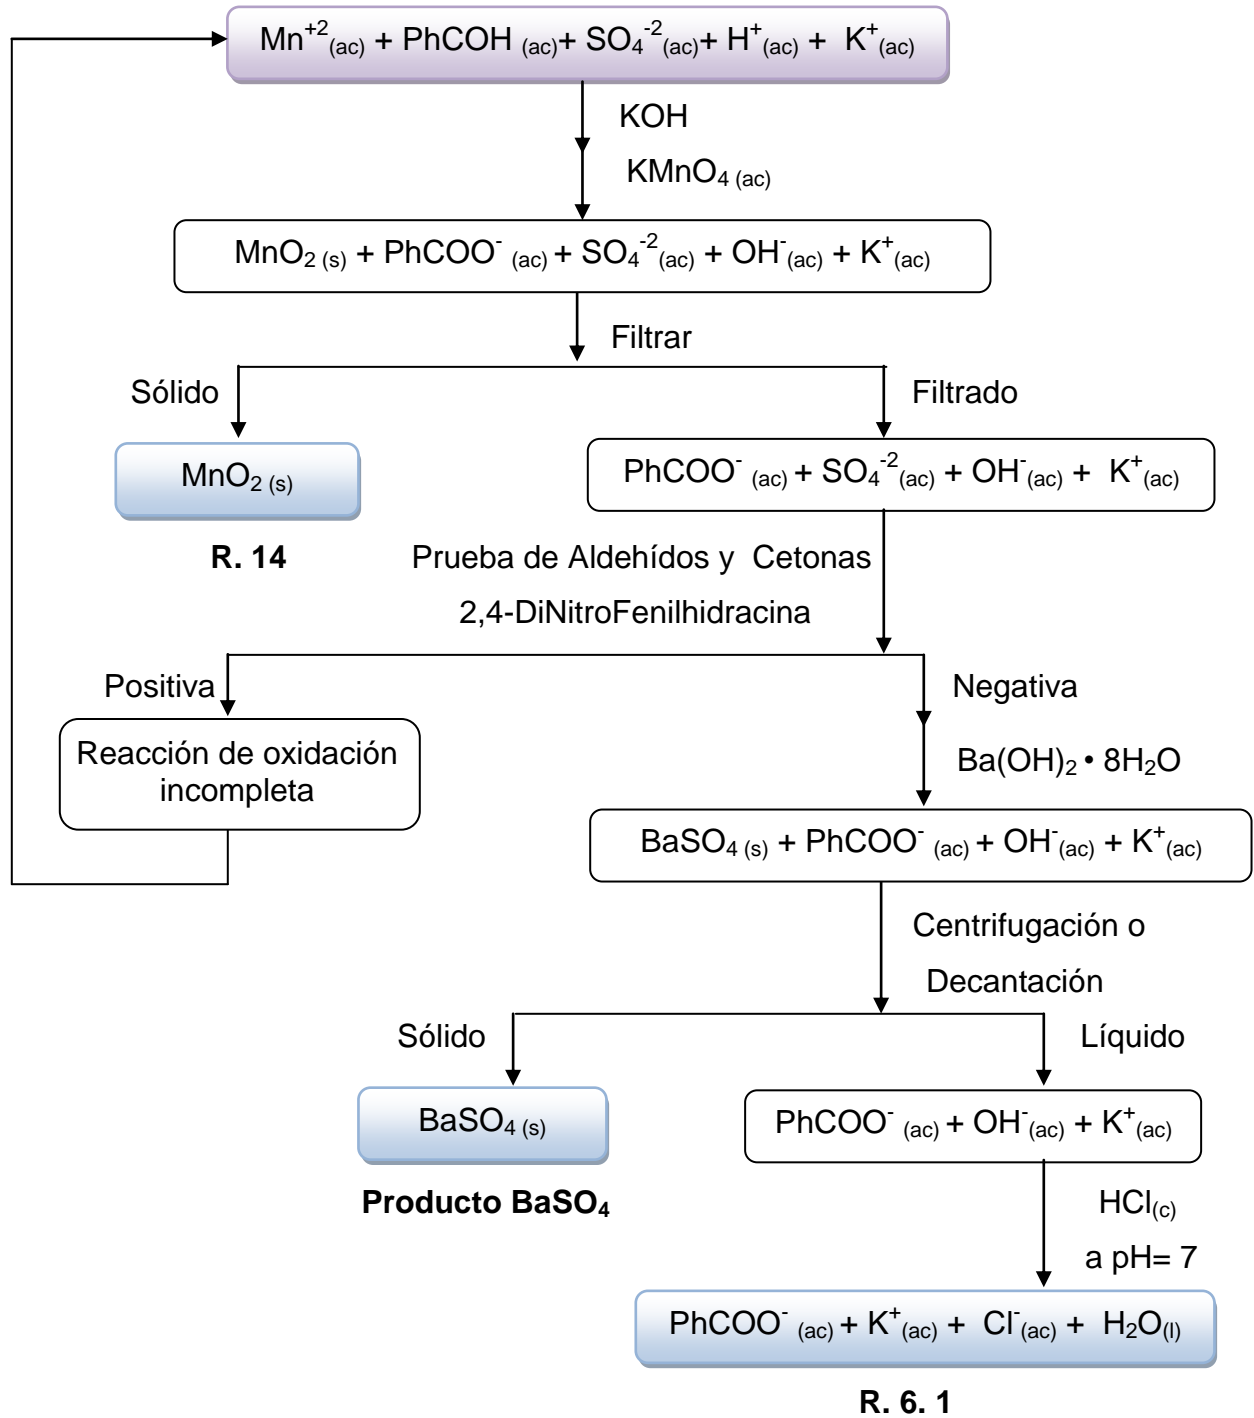 Mn⁺²(ac) + PhCOH (ac)+ SO₄⁻²(ac)+ H⁺(ac) + K⁺(ac)
KOH
KMnO₄ (ac)
MnO₂ (s) + PhCOO⁻ (ac) + SO₄⁻²(ac) + OH⁻(ac) + K⁺(ac)
Filtrar
Sólido
Filtrado
MnO₂ (s)
PhCOO⁻ (ac) + SO₄⁻²(ac) + OH⁻(ac) + K⁺(ac)
R. 14
Prueba de Aldehídos y Cetonas
2,4-DiNitroFenilhidracina
Positiva
Negativa
Reacción de oxidación
incompleta
Ba(OH)₂ • 8H₂O
BaSO₄ (s) + PhCOO⁻ (ac) + OH⁻(ac) + K⁺(ac)
Centrifugación o
Decantación
Sólido
Líquido
BaSO₄ (s)
PhCOO⁻ (ac) + OH⁻(ac) + K⁺(ac)
Producto BaSO₄
HCl(c)
a pH= 7
PhCOO⁻ (ac) + K⁺(ac) + Cl⁻(ac) + H₂O(l)
R. 6. 1